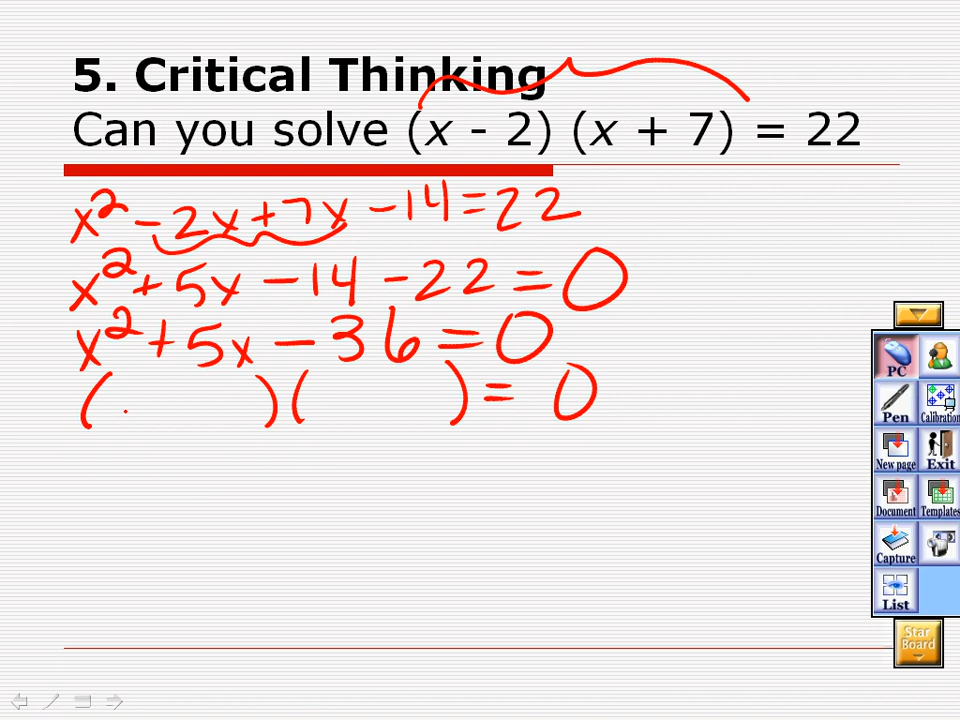 5. Critical Thinking
Can you solve (x - 2) (x + 7) = 22
x² - 2x + 7x - 14 = 22
x² + 5x - 14 - 22 = 0
x² + 5x - 36 = 0
( )( ) = 0
PC
Pen Calibration
New page Exit
Document Templates
Capture
List
Star Board